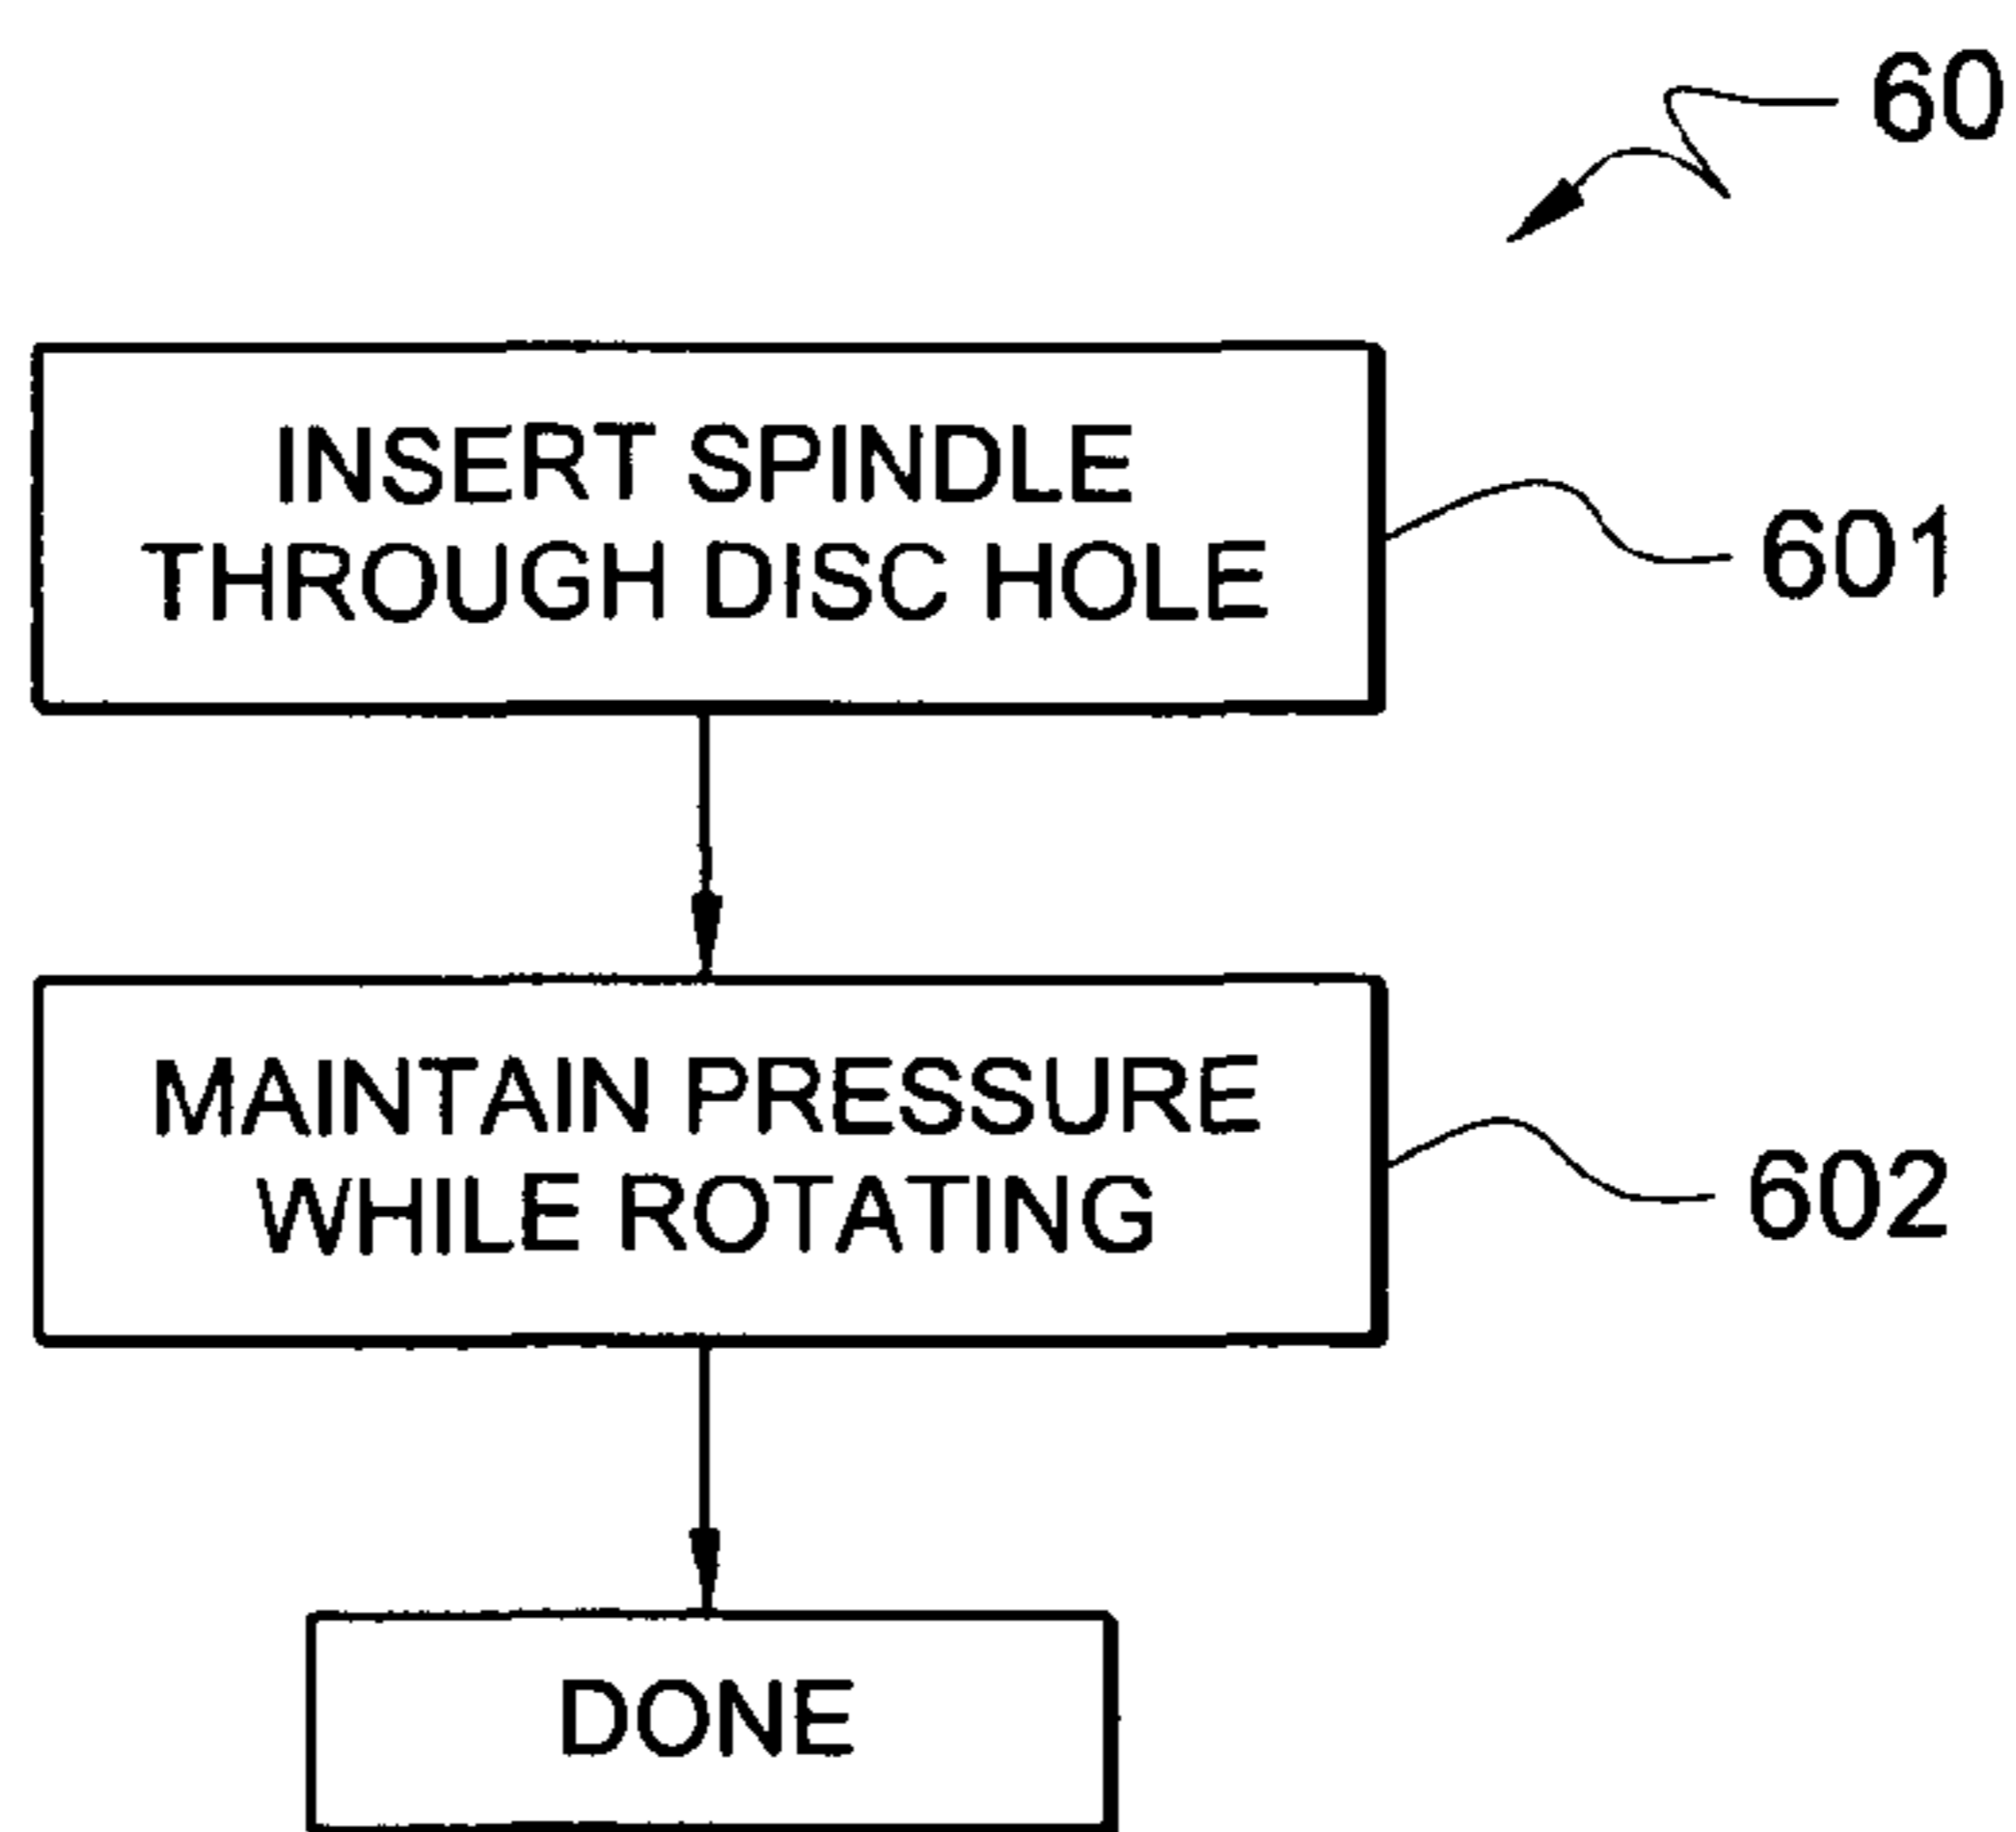 60
INSERT SPINDLE
THROUGH DISC HOLE
601
MAINTAIN PRESSURE
WHILE ROTATING
602
DONE